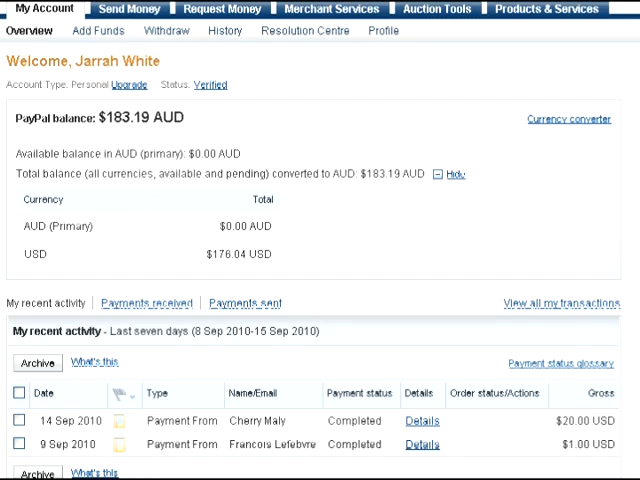 My Account Send Money Request Money Merchant Services Auction Tools Products & Services
Overview Add Funds Withdraw History Resolution Centre Profile
Welcome, Jarrah White
Account Type: Personal Upgrade Status: Verified
PayPal balance: $183.19 AUD Currency converter
Available balance in AUD (primary): $0.00 AUD
Total balance (all currencies, available and pending) converted to AUD: $183.19 AUD Hide
Currency Total
AUD (Primary) $0.00 AUD
USD $176.04 USD
My recent activity Payments received Payments sent View all my transactions
My recent activity - Last seven days (8 Sep 2010-15 Sep 2010)
Archive What's this Payment status glossary
Date Type Name/Email Payment status Details Order status/Actions Gross
14 Sep 2010 Payment From Cherry Maly Completed Details $20.00 USD
9 Sep 2010 Payment From Francois Lefebvre Completed Details $1.00 USD
Archive What's this